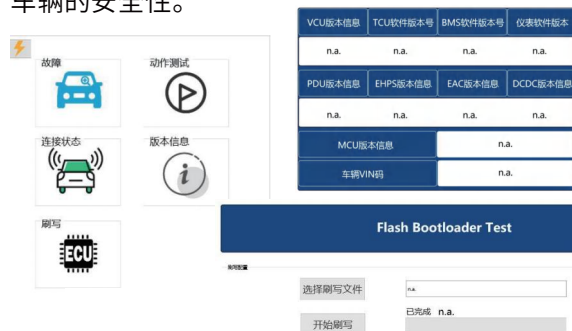 车辆的安全性。
故障
动作测试
连接状态
版本信息
i
刷写
ECU
VCU版本信息 TCU软件版本号 BMS软件版本号 仪表软件版本
n.a. n.a. n.a. n.a.
PDU版本信息 EHPS版本信息 EAC版本信息 DCDC版本信息
n.a. n.a. n.a. n.a.
MCU版本信息 n.a.
车辆VIN码 n.a.
Flash Bootloader Test
选择刷写文件 n.a.
已完成 n.a.
开始刷写